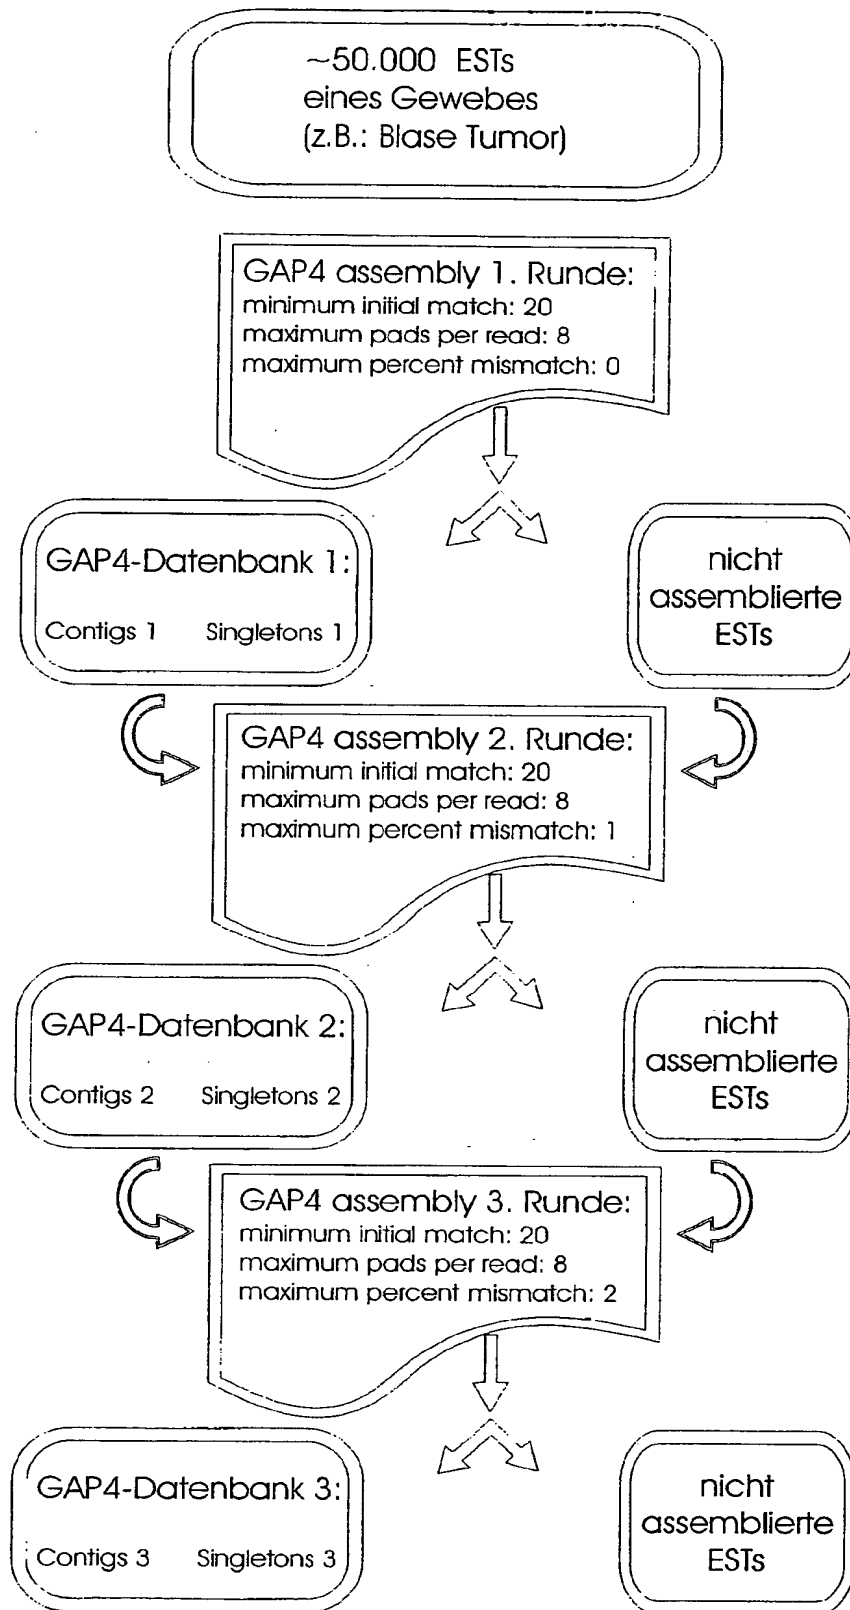 ~50.000 ESTs
eines Gewebes
(z.B.: Blase Tumor)
GAP4 assembly 1. Runde:
minimum initial match: 20
maximum pads per read: 8
maximum percent mismatch: 0
GAP4-Datenbank 1:
Contigs 1 Singletons 1
nicht
assemblierte
ESTs
GAP4 assembly 2. Runde:
minimum initial match: 20
maximum pads per read: 8
maximum percent mismatch: 1
GAP4-Datenbank 2:
Contigs 2 Singletons 2
nicht
assemblierte
ESTs
GAP4 assembly 3. Runde:
minimum initial match: 20
maximum pads per read: 8
maximum percent mismatch: 2
GAP4-Datenbank 3:
Contigs 3 Singletons 3
nicht
assemblierte
ESTs